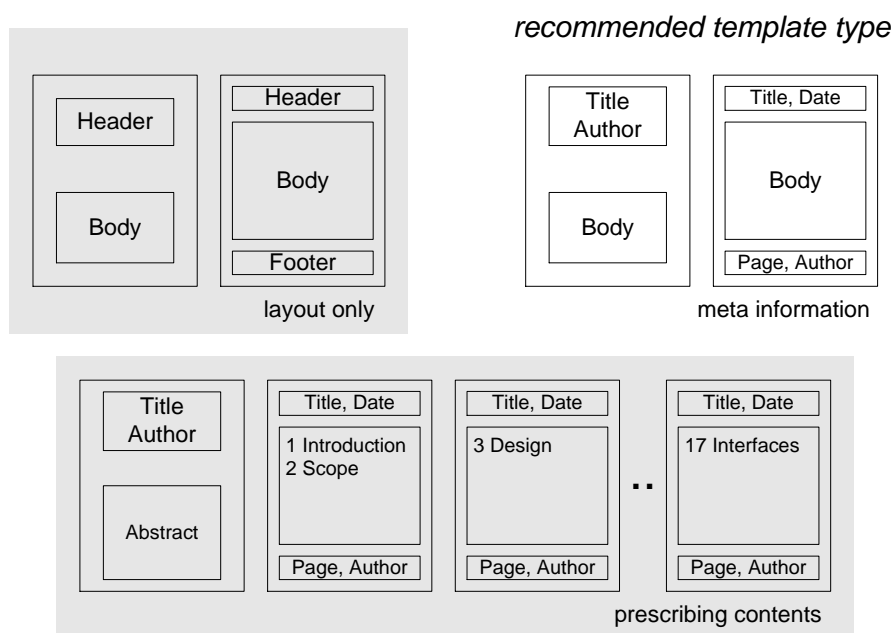 recommended template type
Header
Body
Header
Body
Footer
layout only
Title
Author
Body
Title, Date
Body
Page, Author
meta information
Title
Author
Abstract
Title, Date
1 Introduction
2 Scope
Page, Author
Title, Date
3 Design
Page, Author
..
Title, Date
17 Interfaces
Page, Author
prescribing contents